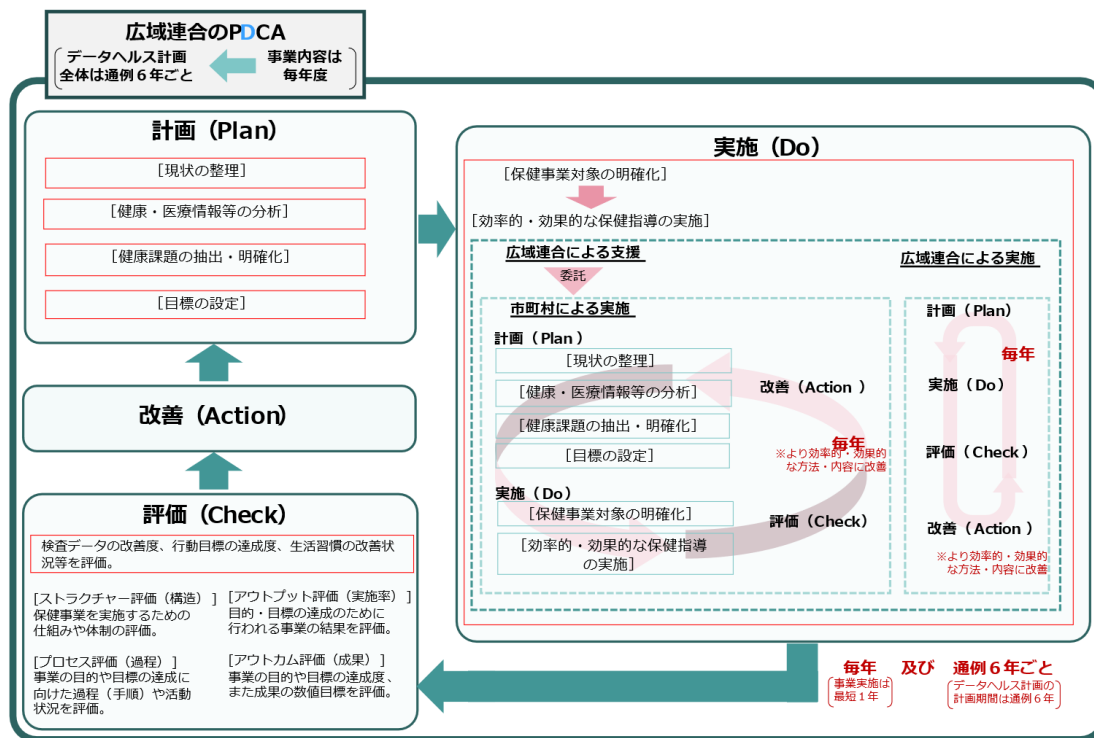 広域連合のPDCA
データヘルス計画
全体は通例6年ごと
事業内容は
毎年度
計画（Plan）
[現状の整理]
[健康・医療情報等の分析]
[健康課題の抽出・明確化]
[目標の設定]
改善（Action）
評価（Check）
検査データの改善度、行動目標の達成度、生活習慣の改善状
況等を評価。
[ストラクチャー評価（構造）]
保健事業を実施するための
仕組みや体制の評価。
[アウトプット評価（実施率）]
目的・目標の達成のために
行われる事業の結果を評価。
[プロセス評価（過程）]
事業の目的や目標の達成に
向けた過程（手順）や活動
状況を評価。
[アウトカム評価（成果）]
事業の目的や目標の達成度、
また成果の数値目標を評価。
実施（Do）
[保健事業対象の明確化]
[効率的・効果的な保健指導の実施]
広域連合による支援
委託
市町村による実施
計画（Plan）
[現状の整理]
[健康・医療情報等の分析]
[健康課題の抽出・明確化]
[目標の設定]
実施（Do）
[保健事業対象の明確化]
[効率的・効果的な保健指導
の実施]
改善（Action）
毎年
※より効率的・効果的
な方法・内容に改善
評価（Check）
広域連合による実施
計画（Plan）
毎年
実施（Do）
評価（Check）
改善（Action）
※より効率的・効果的
な方法・内容に改善
毎年 及び 通例6年ごと
事業実施は
最短1年
データヘルス計画の
計画期間は通例6年